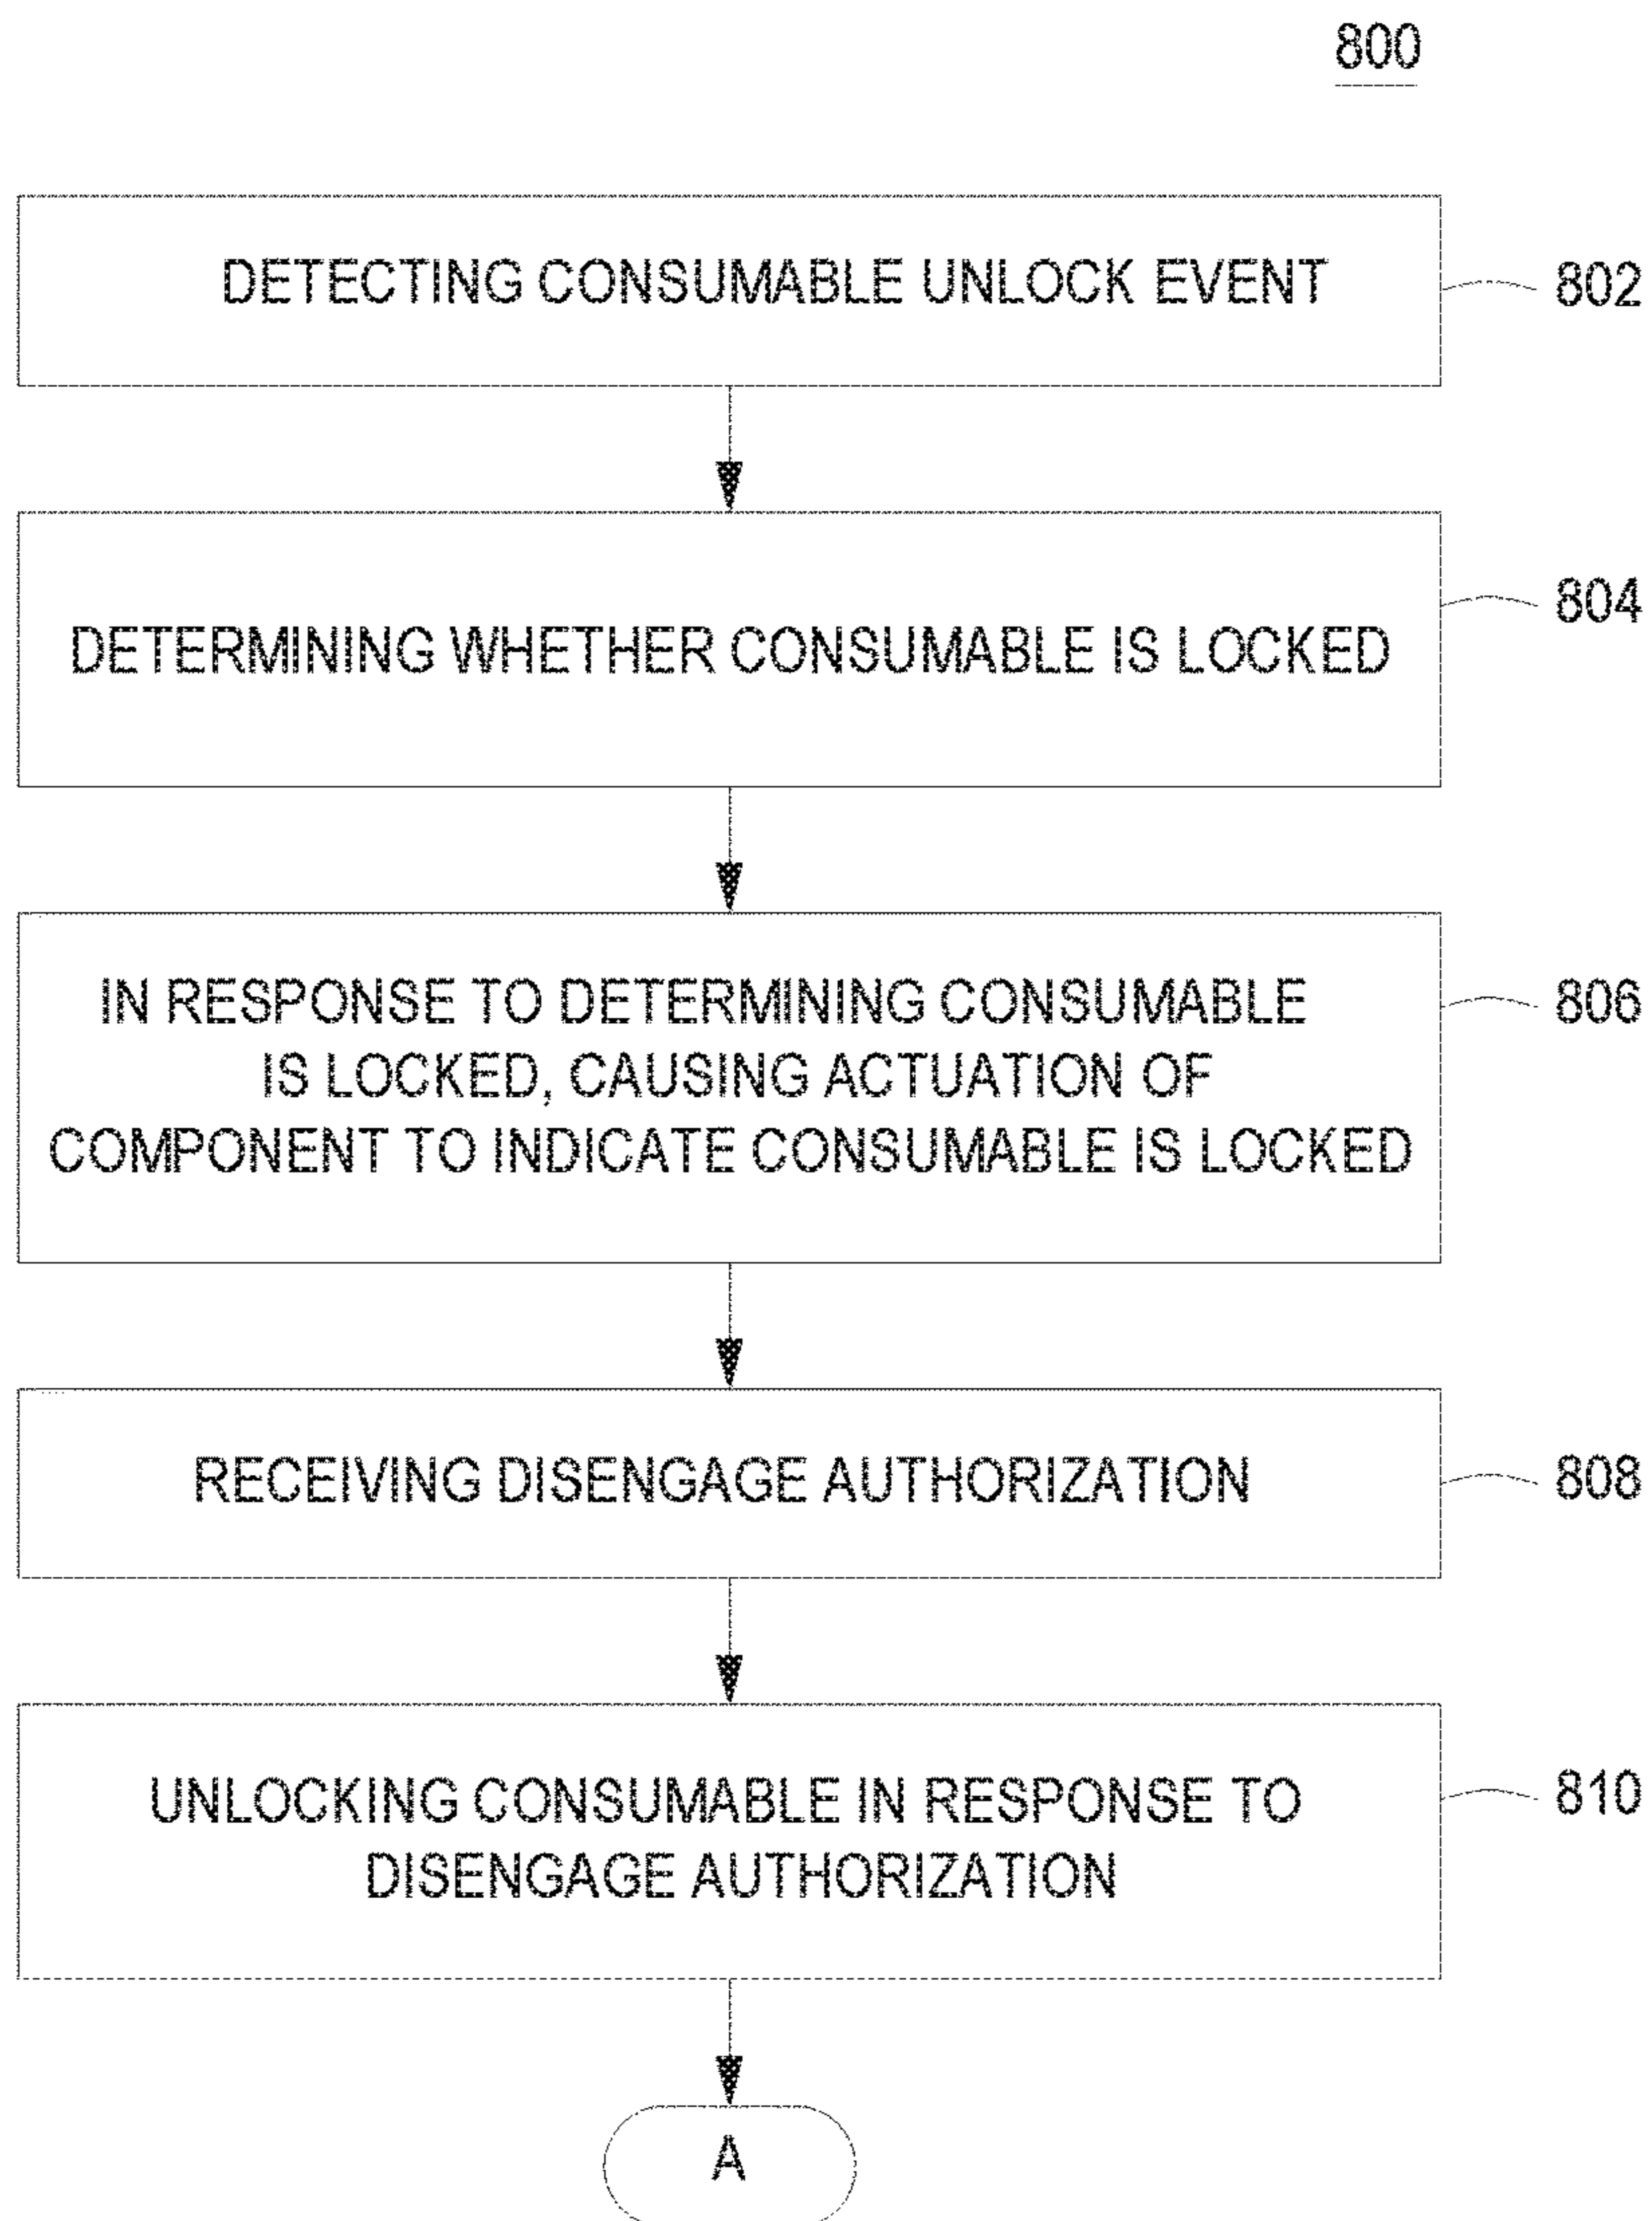 800
DETECTING CONSUMABLE UNLOCK EVENT
802
DETERMINING WHETHER CONSUMABLE IS LOCKED
804
IN RESPONSE TO DETERMINING CONSUMABLE
IS LOCKED, CAUSING ACTUATION OF
COMPONENT TO INDICATE CONSUMABLE IS LOCKED
806
RECEIVING DISENGAGE AUTHORIZATION
808
UNLOCKING CONSUMABLE IN RESPONSE TO
DISENGAGE AUTHORIZATION
810
A